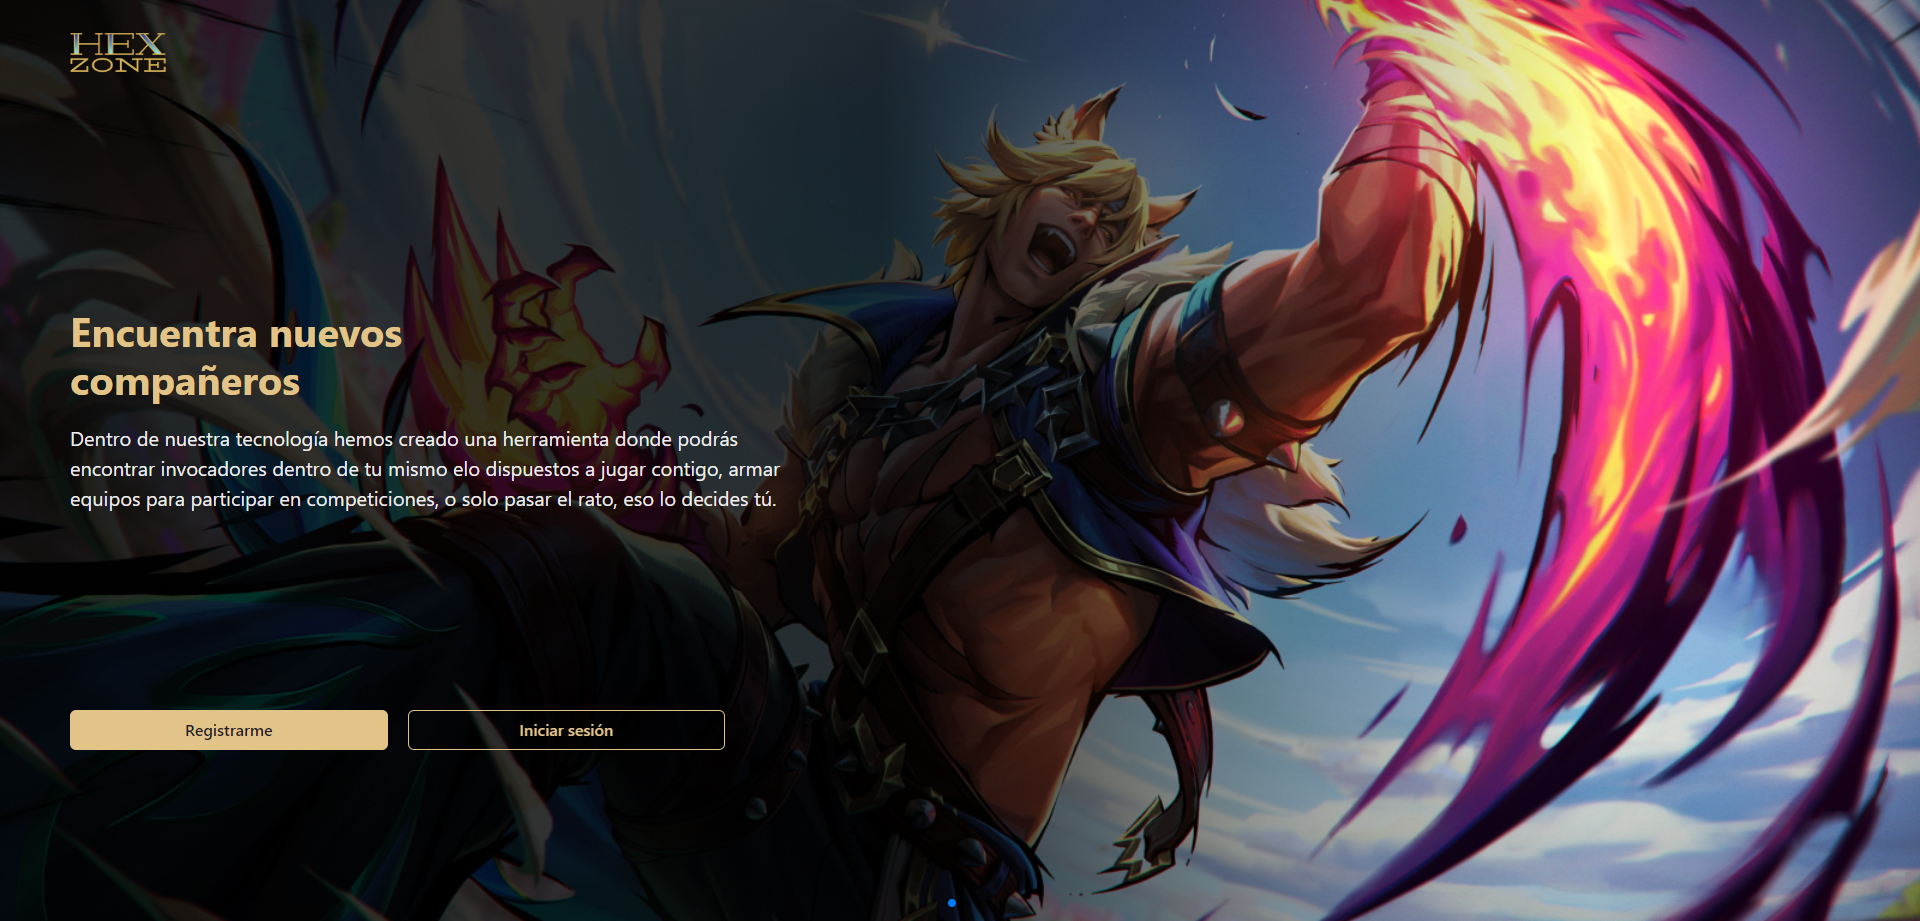 HEX
ZONE
Encuentra nuevos
compañeros
Dentro de nuestra tecnología hemos creado una herramienta donde podrás
encontrar invocadores dentro de tu mismo elo dispuestos a jugar contigo, armar
equipos para participar en competiciones, o solo pasar el rato, eso lo decides tú.
Registrarme
Iniciar sesión